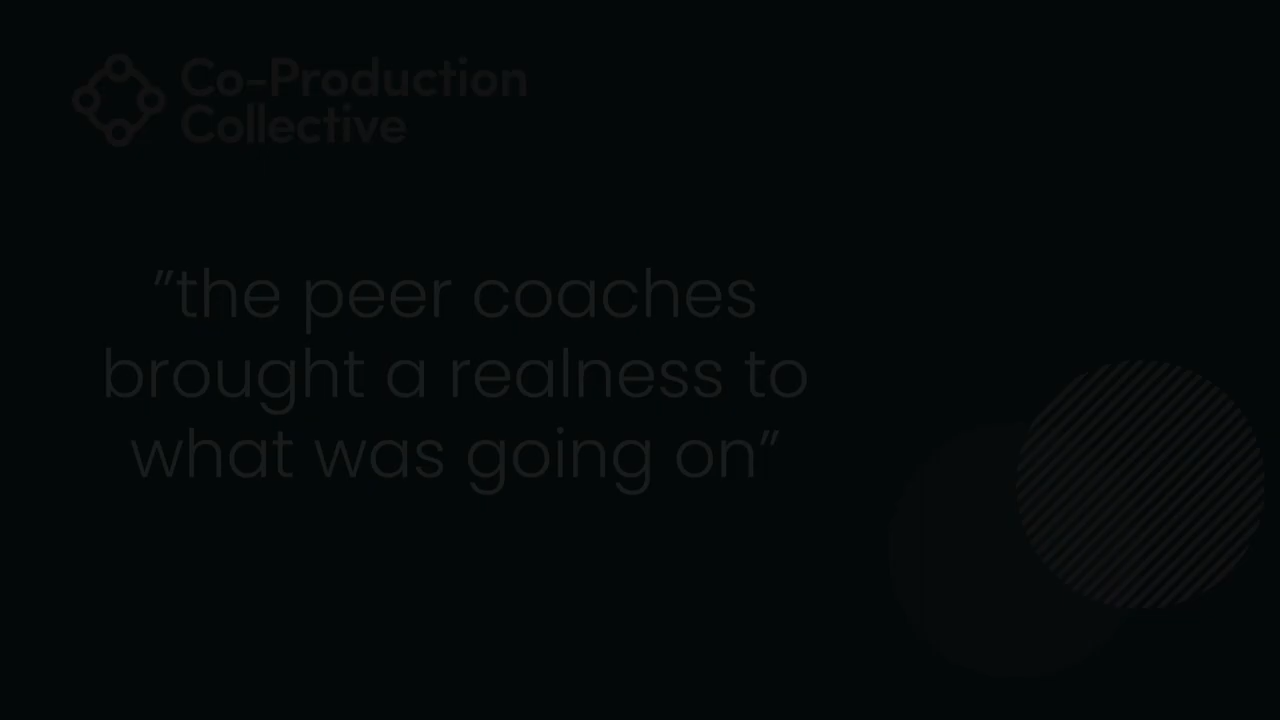 Co-Production
Collective
"the peer coaches
brought a realness to
what was going on"